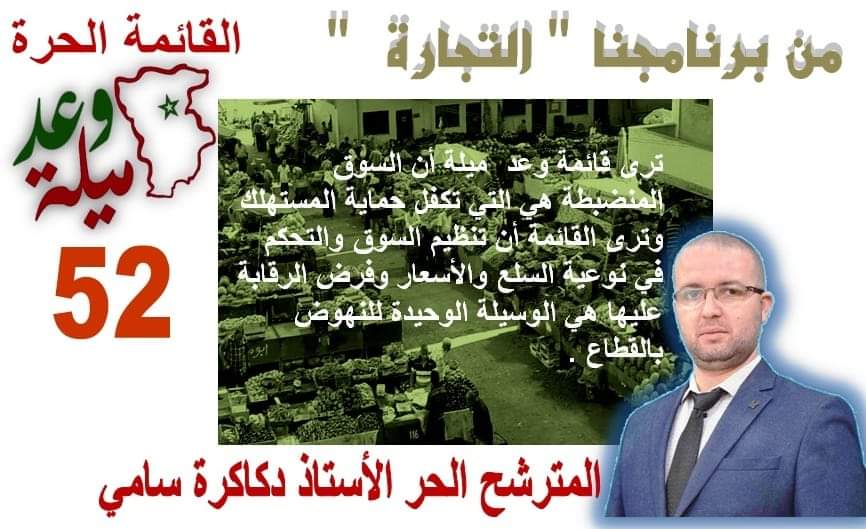 القائمة الحرة
من برنامجنا " التجارة "
وعد
ميلة
52
ترى قائمة وعد ميلة أن السوق
المنضبطة هي التي تكفل حماية المستهلك
وترى القائمة أن تنظيم السوق والتحكم
في نوعية السلع والأسعار وفرض الرقابة
عليها هي الوسيلة الوحيدة للنهوض
بالقطاع .
116
المترشح الحر الأستاذ دكاكرة سامي